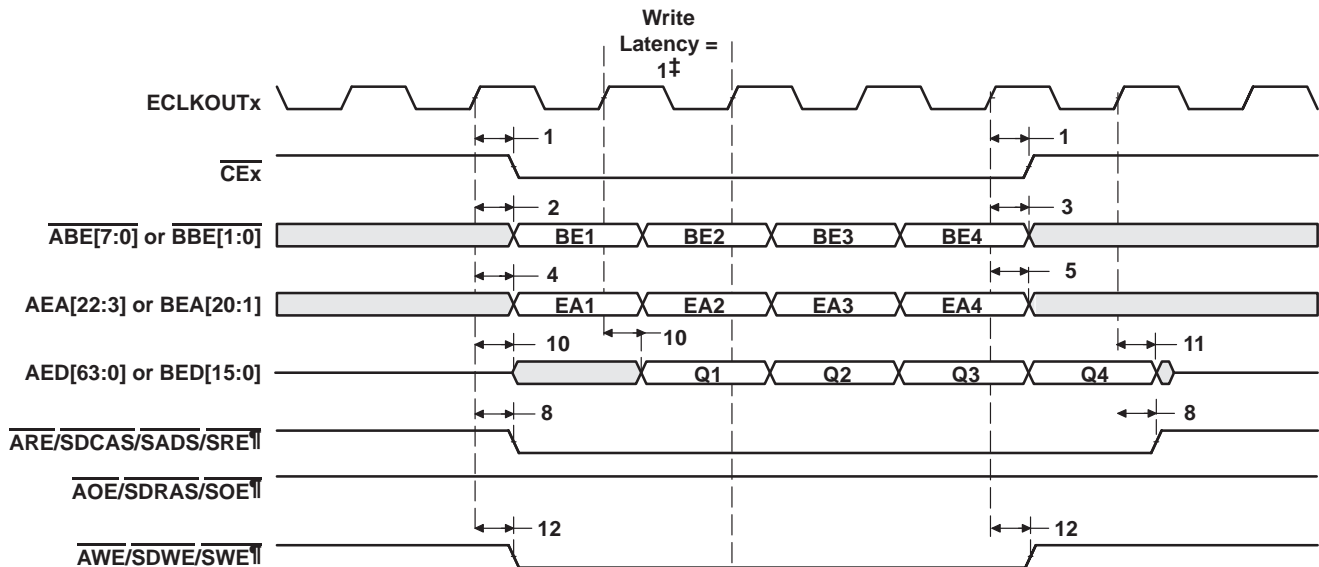 Write
Latency =
1‡
ECLKOUTx
1 1
CEx
2 3
ABE[7:0] or BBE[1:0]
BE1 BE2 BE3 BE4
4 5
AEA[22:3] or BEA[20:1]
EA1 EA2 EA3 EA4
10 10 11
AED[63:0] or BED[15:0]
Q1 Q2 Q3 Q4
8 8
ARE/SDCAS/SADS/SRE¶
AOE/SDRAS/SOE¶
12 12
AWE/SDWE/SWE¶